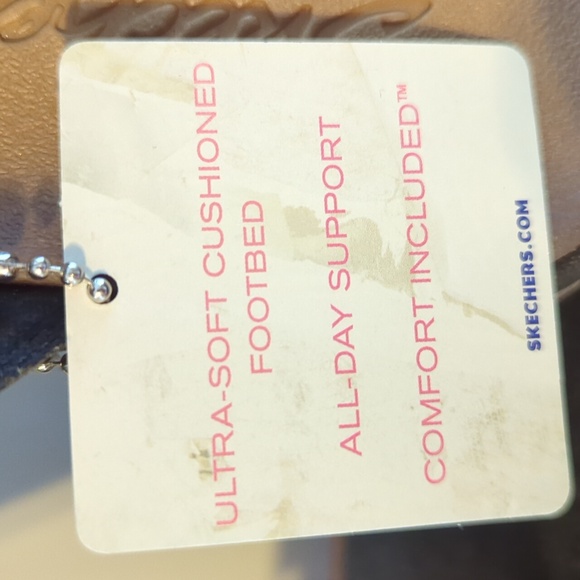 ULTRA-SOFT CUSHIONED
FOOTBED
ALL-DAY SUPPORT
COMFORT INCLUDED™
SKECHERS.COM